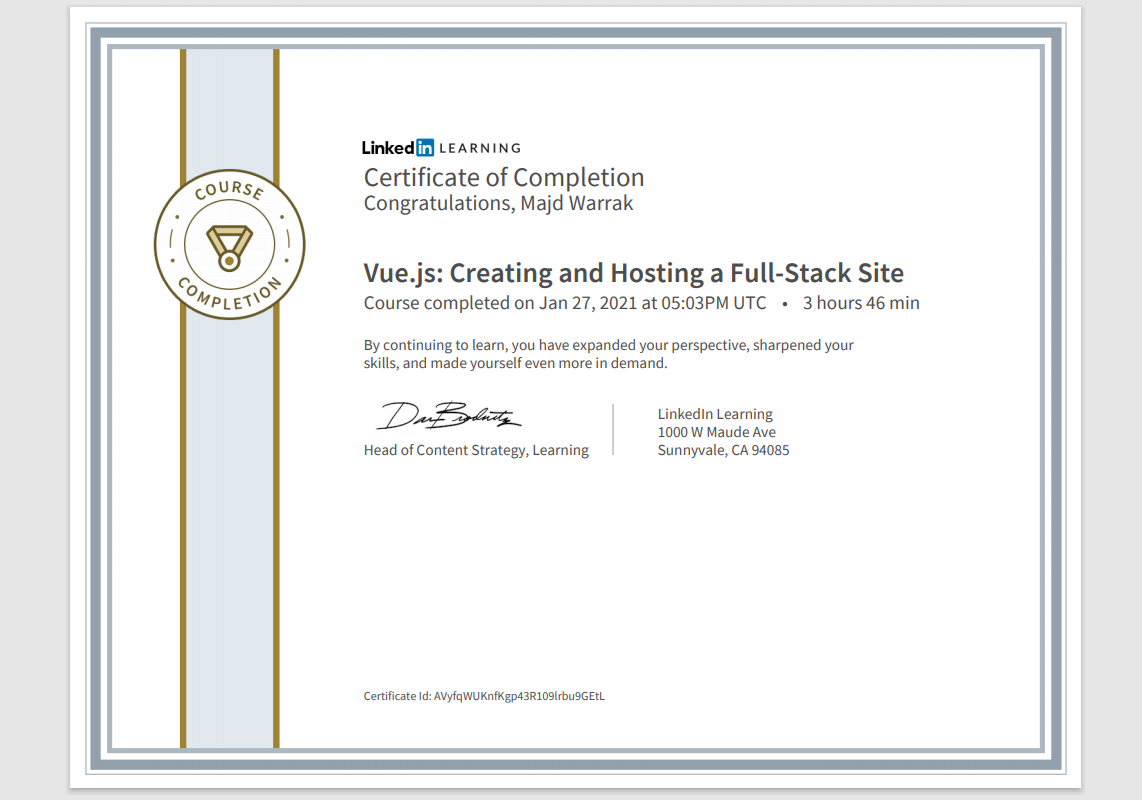 COURSE
COMPLETION
Linked in LEARNING
Certificate of Completion
Congratulations, Majd Warrak
Vue.js: Creating and Hosting a Full-Stack Site
Course completed on Jan 27, 2021 at 05:03PM UTC • 3 hours 46 min
By continuing to learn, you have expanded your perspective, sharpened your
skills, and made yourself even more in demand.
Head of Content Strategy, Learning
LinkedIn Learning
1000 W Maude Ave
Sunnyvale, CA 94085
Certificate Id: AVyfqWUKnfKgp43R109lrbu9GEtL